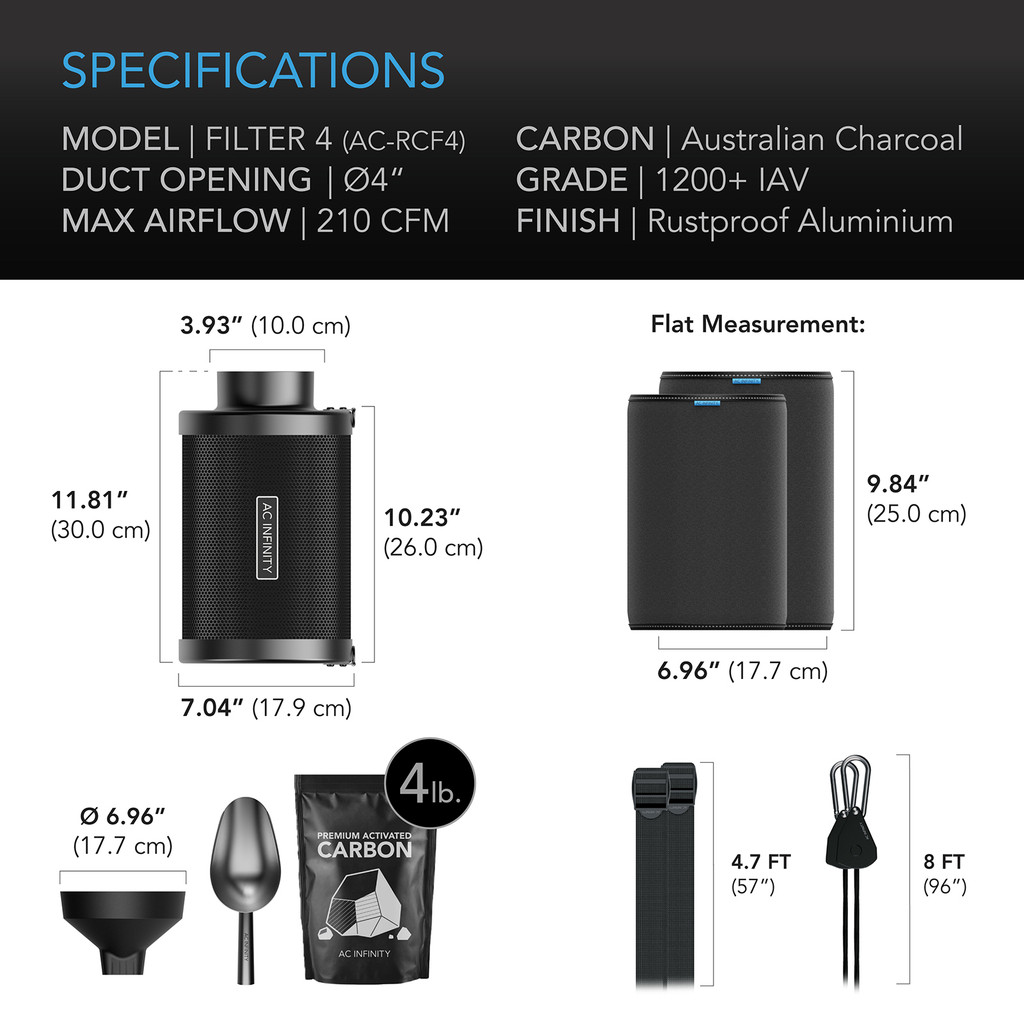 SPECIFICATIONS
MODEL | FILTER 4 (AC-RCF4)
DUCT OPENING | Ø4“
MAX AIRFLOW | 210 CFM
CARBON | Australian Charcoal
GRADE | 1200+ IAV
FINISH | Rustproof Aluminium
3.93” (10.0 cm)
11.81”
(30.0 cm)
AC INFINITY
10.23”
(26.0 cm)
7.04” (17.9 cm)
Flat Measurement:
9.84”
(25.0 cm)
6.96” (17.7 cm)
Ø 6.96”
(17.7 cm)
AC INFINITY
4lb.
PREMIUM ACTIVATED
CARBON
AC INFINITY
4.7 FT
(57”)
8 FT
(96”)